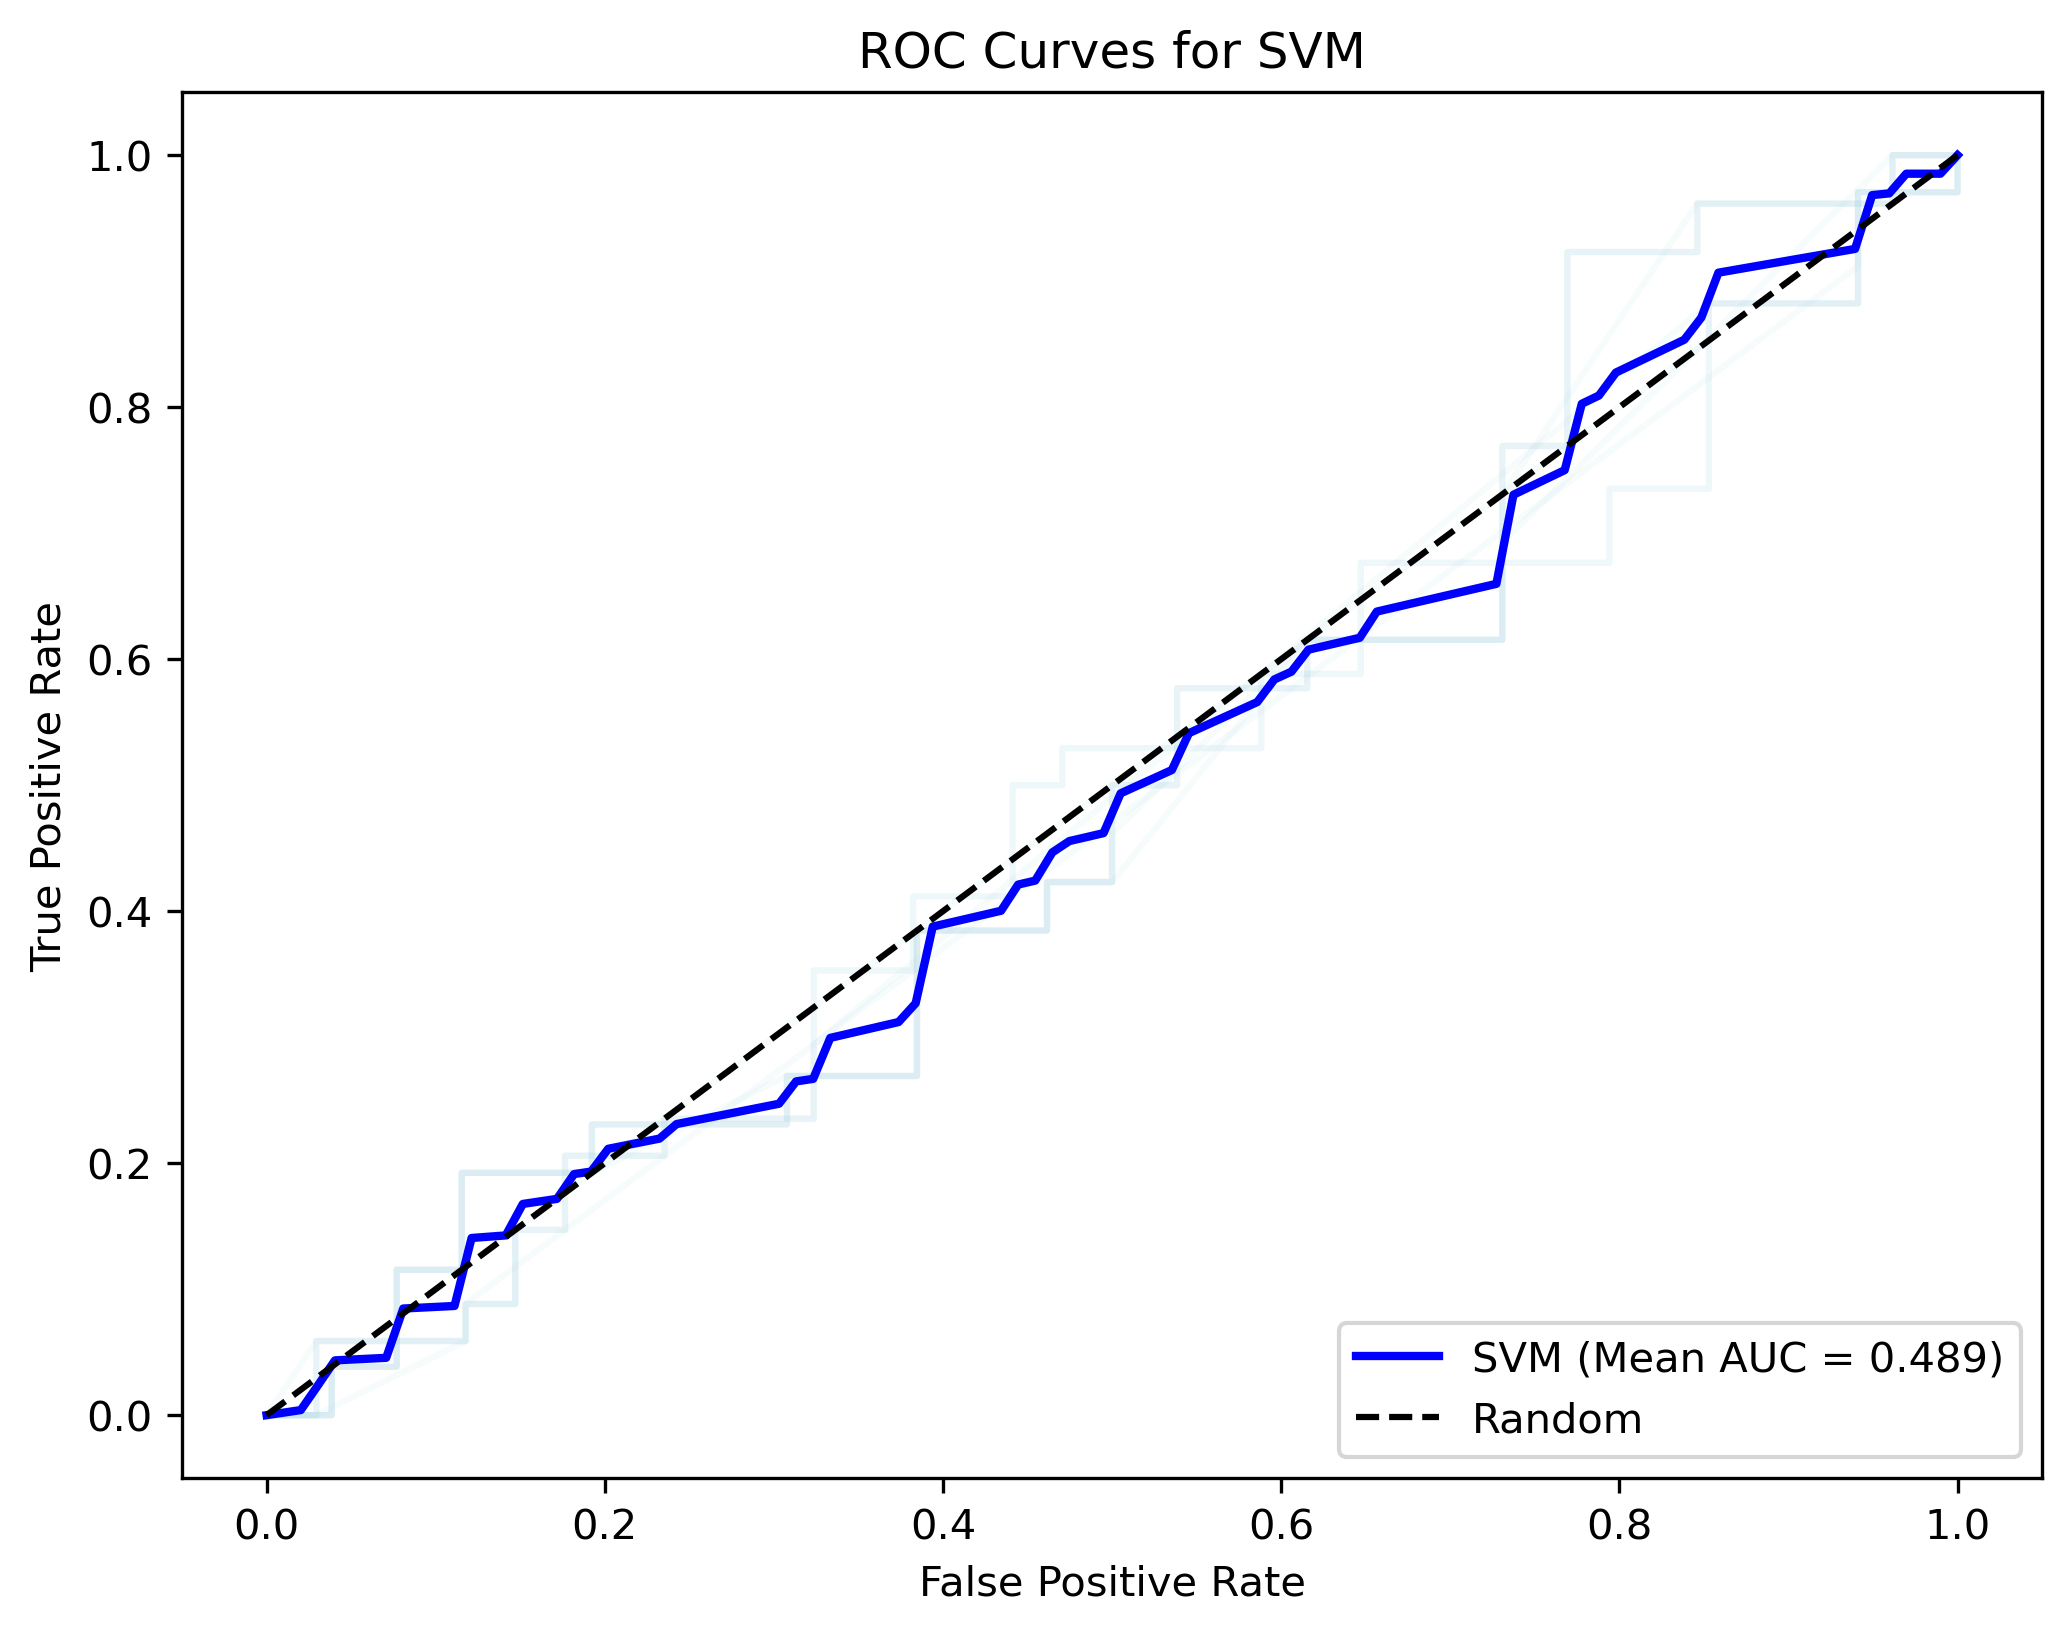 ROC Curves for SVM
True Positive Rate
1.0
0.8
0.6
0.4
0.2
0.0
SVM (Mean AUC = 0.489)
Random
0.0 0.2 0.4 0.6 0.8 1.0
False Positive Rate